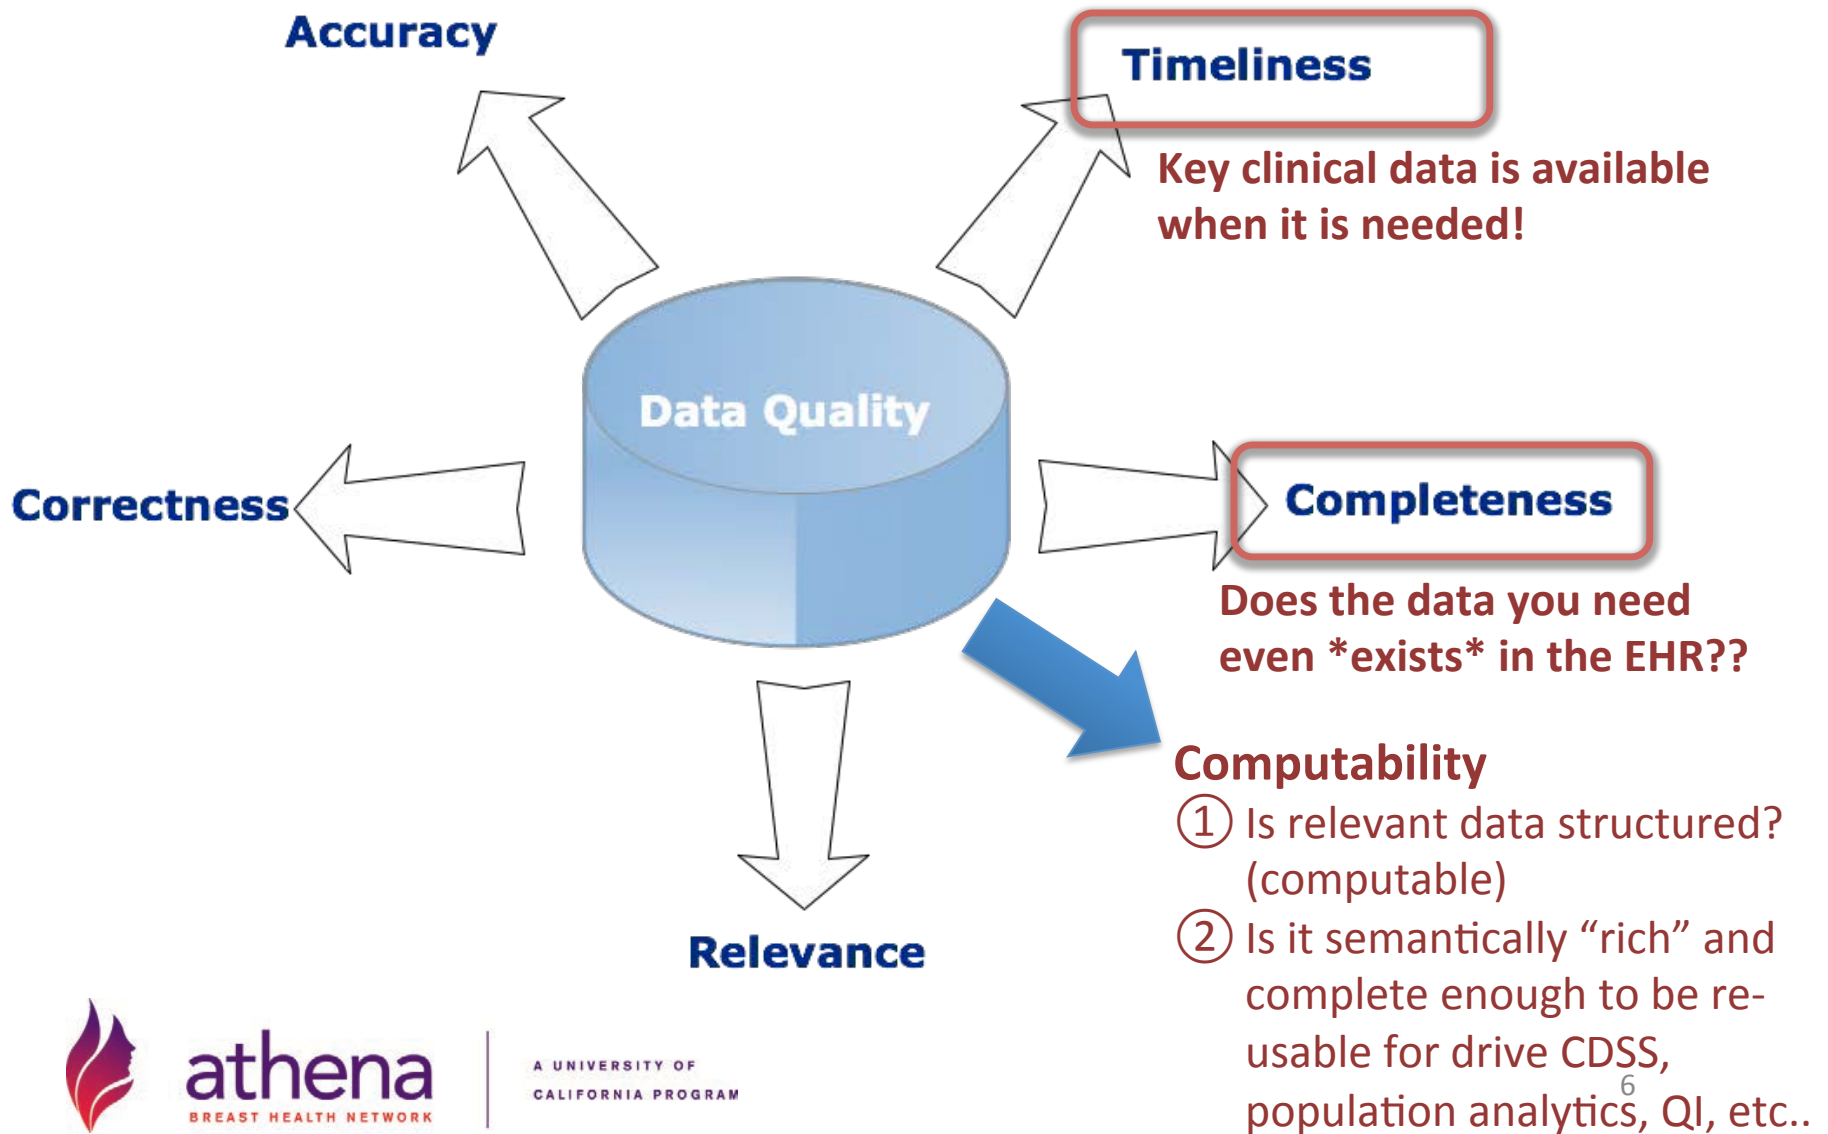 Accuracy
Timeliness
Key clinical data is available
when it is needed!
Data Quality
Correctness
Completeness
Does the data you need
even *exists* in the EHR??
Computability
① Is relevant data structured?
(computable)
② Is it semantically “rich” and
complete enough to be re-
usable for drive CDSS,
population analytics, QI, etc..
Relevance
athena
BREAST HEALTH NETWORK
A UNIVERSITY OF
CALIFORNIA PROGRAM
6